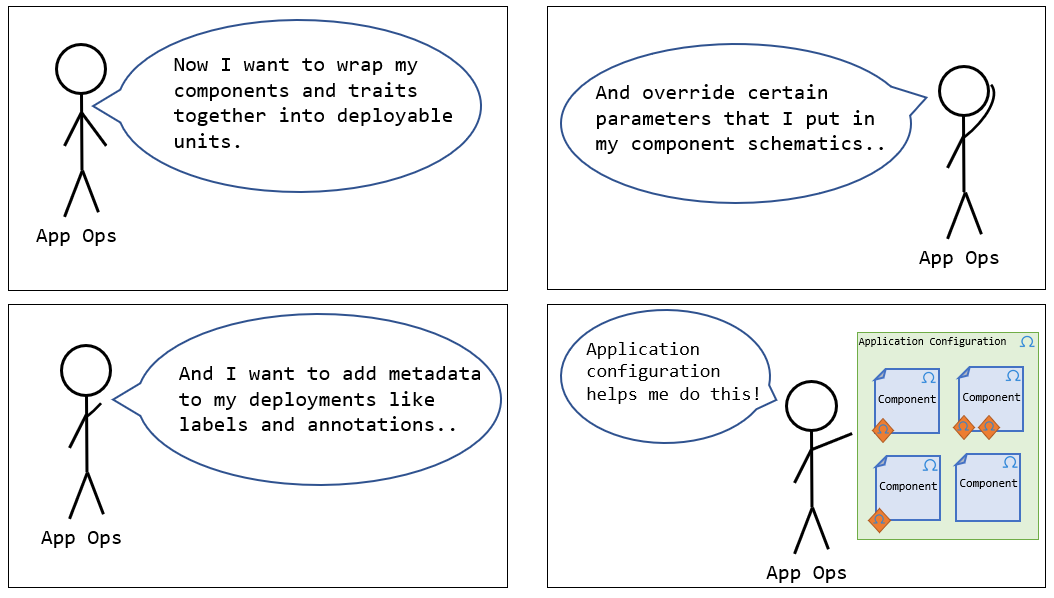 Now I want to wrap my
components and traits
together into deployable
units.
App Ops
And override certain
parameters that I put in
my component schematics..
App Ops
And I want to add metadata
to my deployments like
labels and annotations..
App Ops
Application
configuration
helps me do this!
App Ops
Application Configuration Ω
Ω
Component
Ω
Ω
Component
Ω Ω
Ω
Component
Ω
Ω
Component